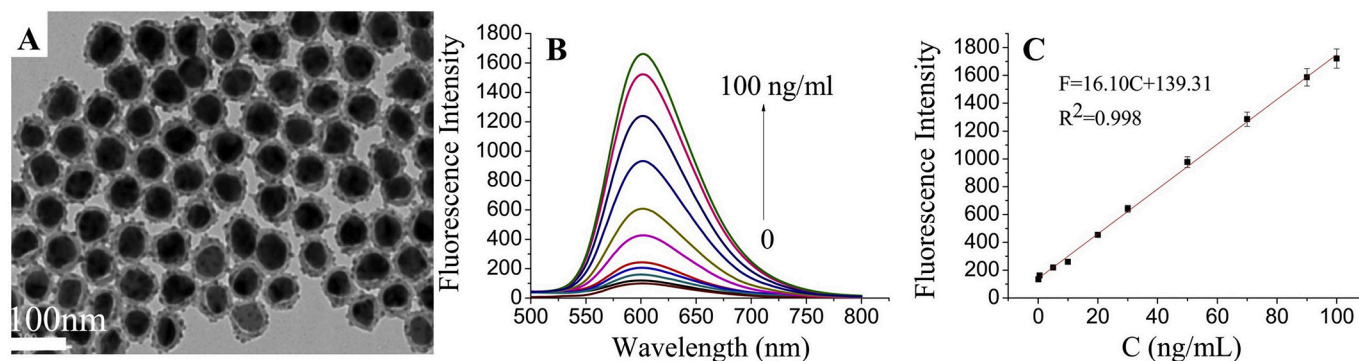 A
100nm
B
Fluorescence Intensity
1800
1600
1400
1200
1000
800
600
400
200
0
500 550 600 650 700 750 800
Wavelength (nm)
100 ng/ml
0
C
Fluorescence Intensity
1800
1600
1400
1200
1000
800
600
400
200
0
0 20 40 60 80 100
C (ng/mL)
F=16.10C+139.31
R²=0.998